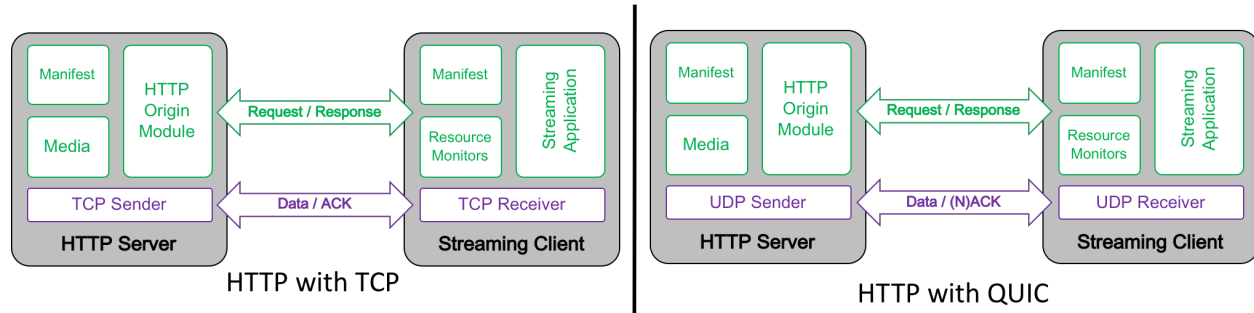 Manifest
HTTP
Origin
Module
Media
TCP Sender
HTTP Server
Request / Response
Data / ACK
Manifest
Resource
Monitors
Streaming
Application
TCP Receiver
Streaming Client
HTTP with TCP
Manifest
HTTP
Origin
Module
Media
UDP Sender
HTTP Server
Request / Response
Data / (N)ACK
Manifest
Resource
Monitors
Streaming
Application
UDP Receiver
Streaming Client
HTTP with QUIC